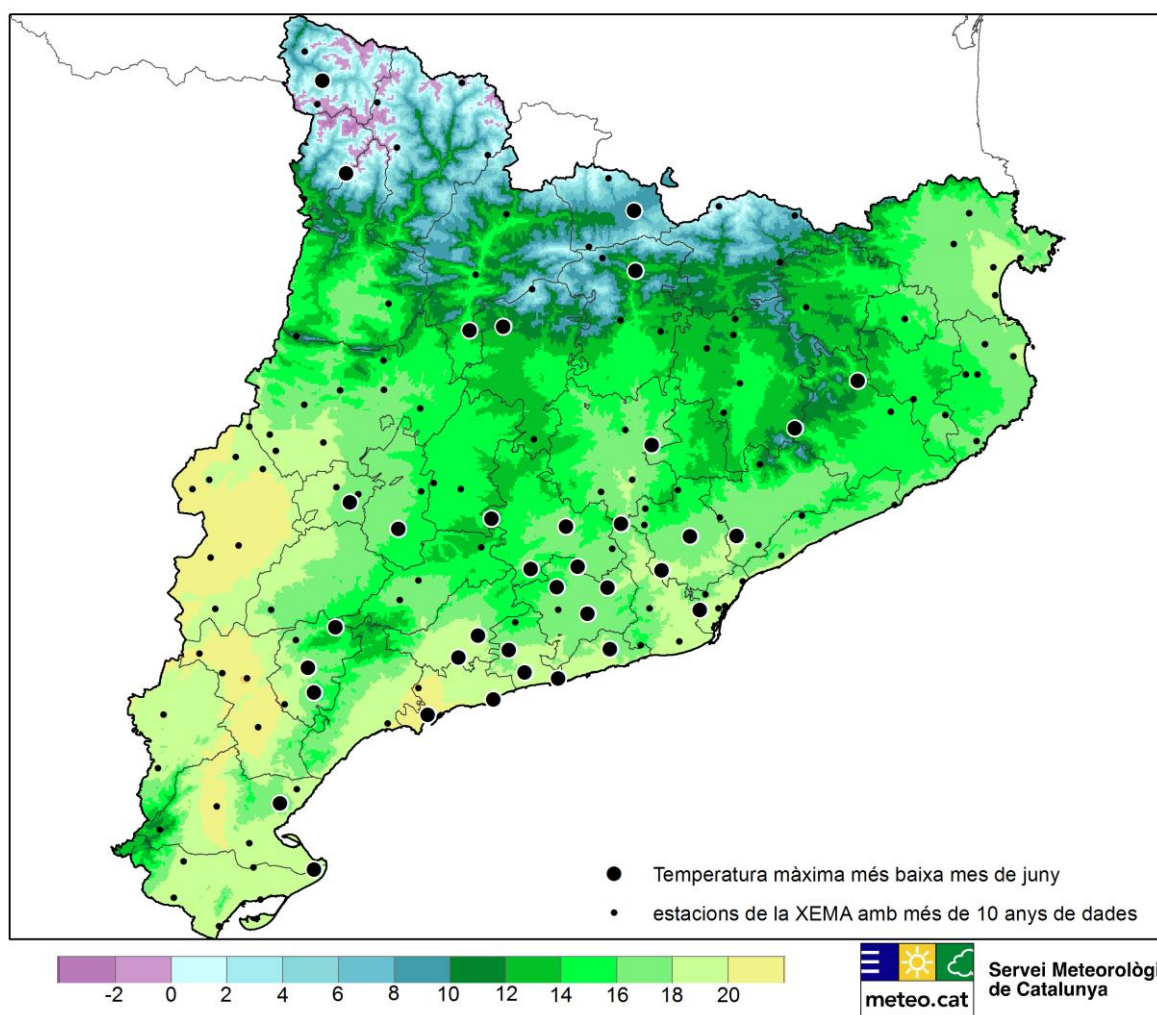 Temperatura màxima més baixa mes de juny
estacions de la XEMA amb més de 10 anys de dades
-2 0 2 4 6 8 10 12 14 16 18 20
meteo.cat
Servei Meteorològi
de Catalunya